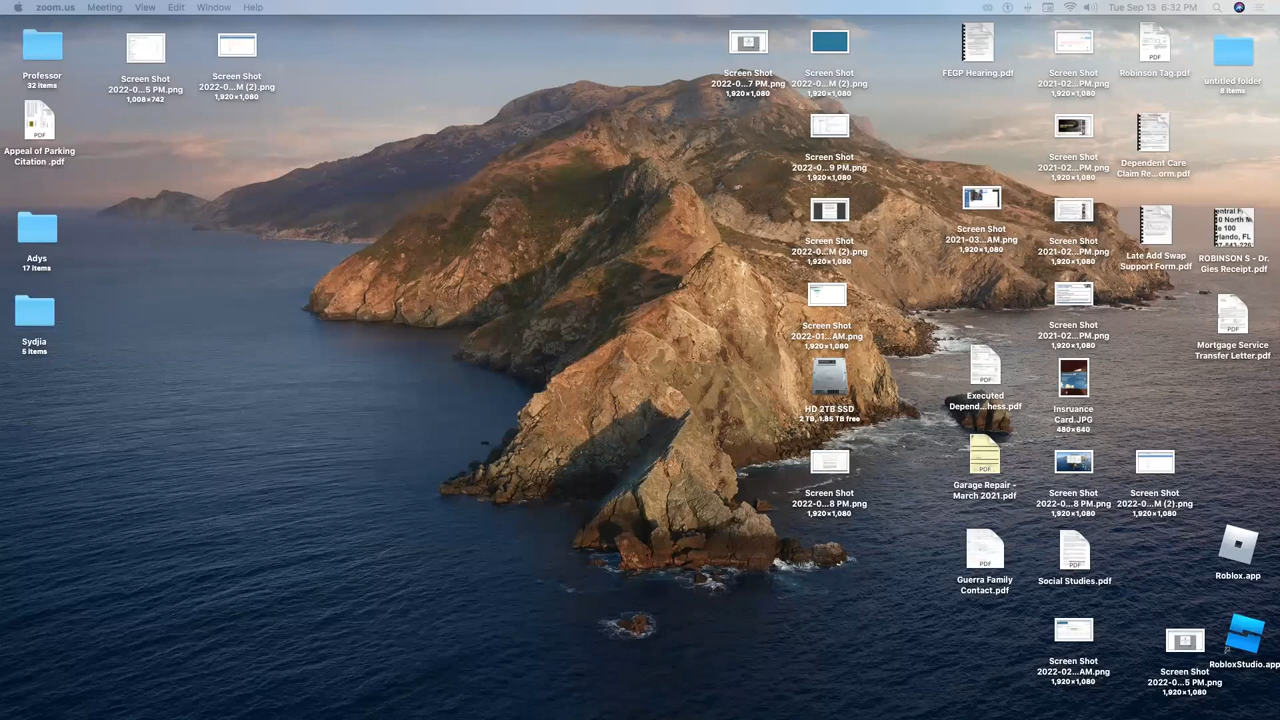 zoom.us Meeting View Edit Window Help
Tue Sep 13 6:32 PM
Professor
32 items
Screen Shot
2022-0...5 PM.png
1,008×742
Screen Shot
2022-0...M (2).png
1,920×1,080
Screen Shot
2022-0...7 PM.png
1,920×1,080
Screen Shot
2022-0...M (2).png
1,920×1,080
FEGP Hearing.pdf
Screen Shot
2021-02...PM.png
1,920×1,080
PDF
Robinson Tag.pdf
untitled folder
8 items
PDF
Appeal of Parking
Citation .pdf
Screen Shot
2022-0...9 PM.png
1,920×1,080
Screen Shot
2021-02...PM.png
1,920×1,080
Dependent Care
Claim Re...orm.pdf
Adys
17 items
Screen Shot
2022-0...M (2).png
1,920×1,080
Screen Shot
2021-03...AM.png
1,920×1,080
Screen Shot
2021-02...PM.png
1,920×1,080
Late Add Swap
Support Form.pdf
ROBINSON S - Dr.
Gies Receipt.pdf
Sydjia
5 items
Screen Shot
2022-01...AM.png
1,920×1,080
Screen Shot
2021-02...PM.png
1,920×1,080
Mortgage Service
Transfer Letter.pdf
PDF
HD 2TB SSD
2 TB, 1.85 TB free
PDF
Executed
Depend...hess.pdf
Insruance
Card.JPG
480×640
Screen Shot
2022-0...8 PM.png
1,920×1,080
PDF
Garage Repair -
March 2021.pdf
Screen Shot
2022-0...8 PM.png
1,920×1,080
Screen Shot
2022-0...M (2).png
1,920×1,080
PDF
Guerra Family
Contact.pdf
PDF
Social Studies.pdf
Roblox.app
Screen Shot
2022-02...AM.png
1,920×1,080
Screen Shot
2022-0...5 PM.png
1,920×1,080
RobloxStudio.app